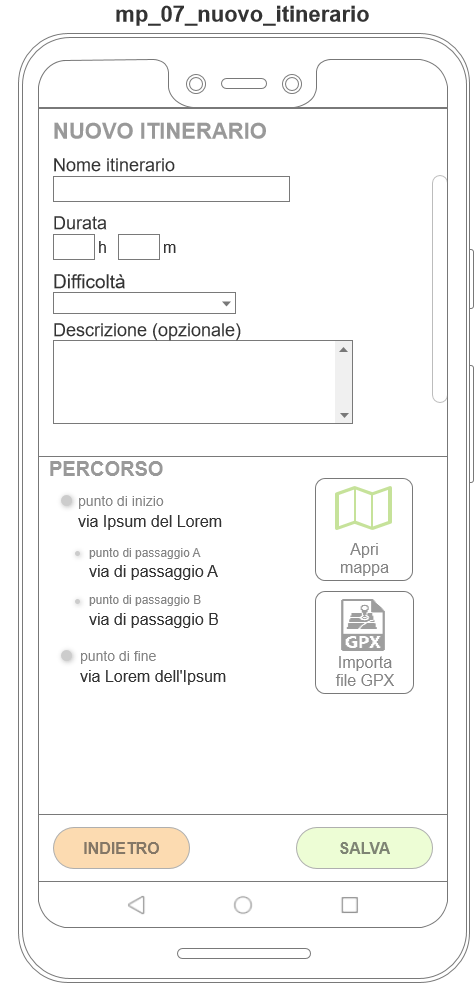 mp_07_nuovo_itinerario
NUOVO ITINERARIO
Nome itinerario
Durata
h m
Difficoltà
Descrizione (opzionale)
PERCORSO
punto di inizio
via Ipsum del Lorem
punto di passaggio A
via di passaggio A
punto di passaggio B
via di passaggio B
punto di fine
via Lorem dell'Ipsum
Apri
mappa
GPX
Importa
file GPX
INDIETRO
SALVA